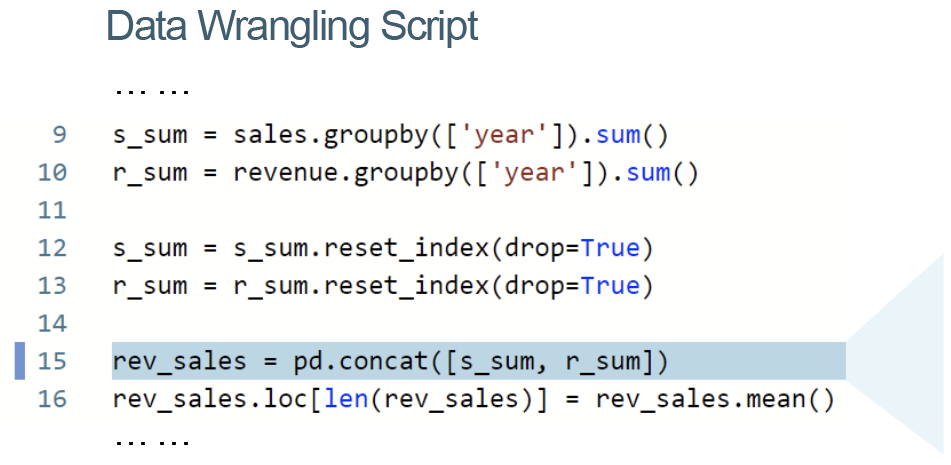 Data Wrangling Script
... ...
9 s_sum = sales.groupby(['year']).sum()
10 r_sum = revenue.groupby(['year']).sum()
11
12 s_sum = s_sum.reset_index(drop=True)
13 r_sum = r_sum.reset_index(drop=True)
14
15 rev_sales = pd.concat([s_sum, r_sum])
16 rev_sales.loc[len(rev_sales)] = rev_sales.mean()
... ...